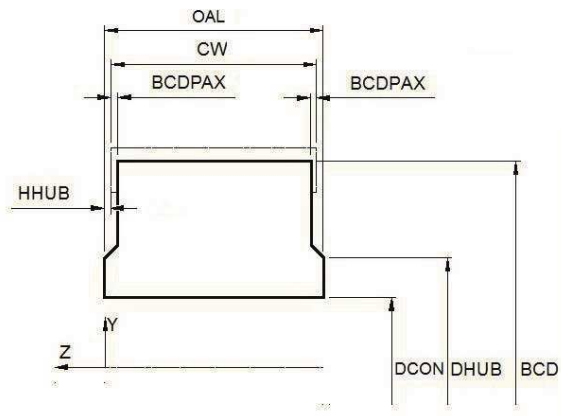 OAL
CW
BCDPAX BCDPAX
HHUB
Y
Z
DCON DHUB BCD